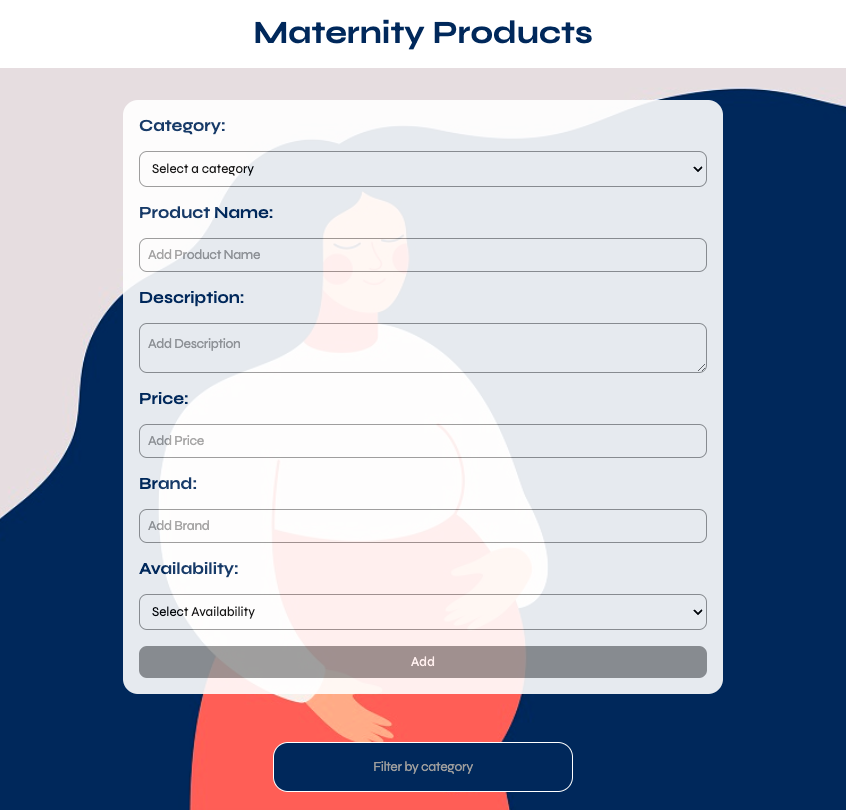 Maternity Products
Category:
Select a category
Product Name:
Add Product Name
Description:
Add Description
Price:
Add Price
Brand:
Add Brand
Availability:
Select Availability
Add
Filter by category